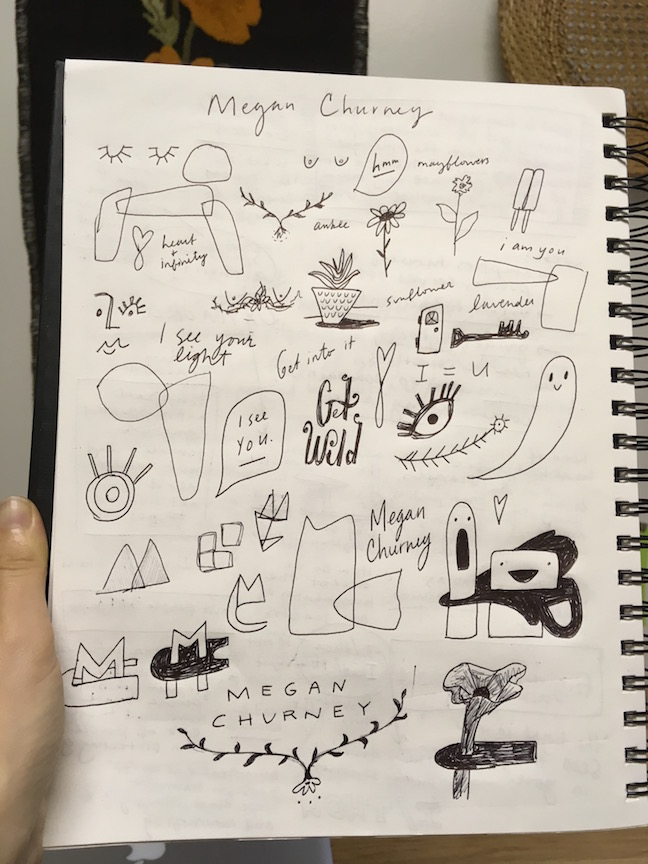 Megan Churney
hmm
mayflowers
heart
+
infinity
i am you
sunflower
lavender
I see your
light
Get into it
I = U
Get
Wild
I see
YOU.
Megan
Churney
M
MEGAN
CHURNEY